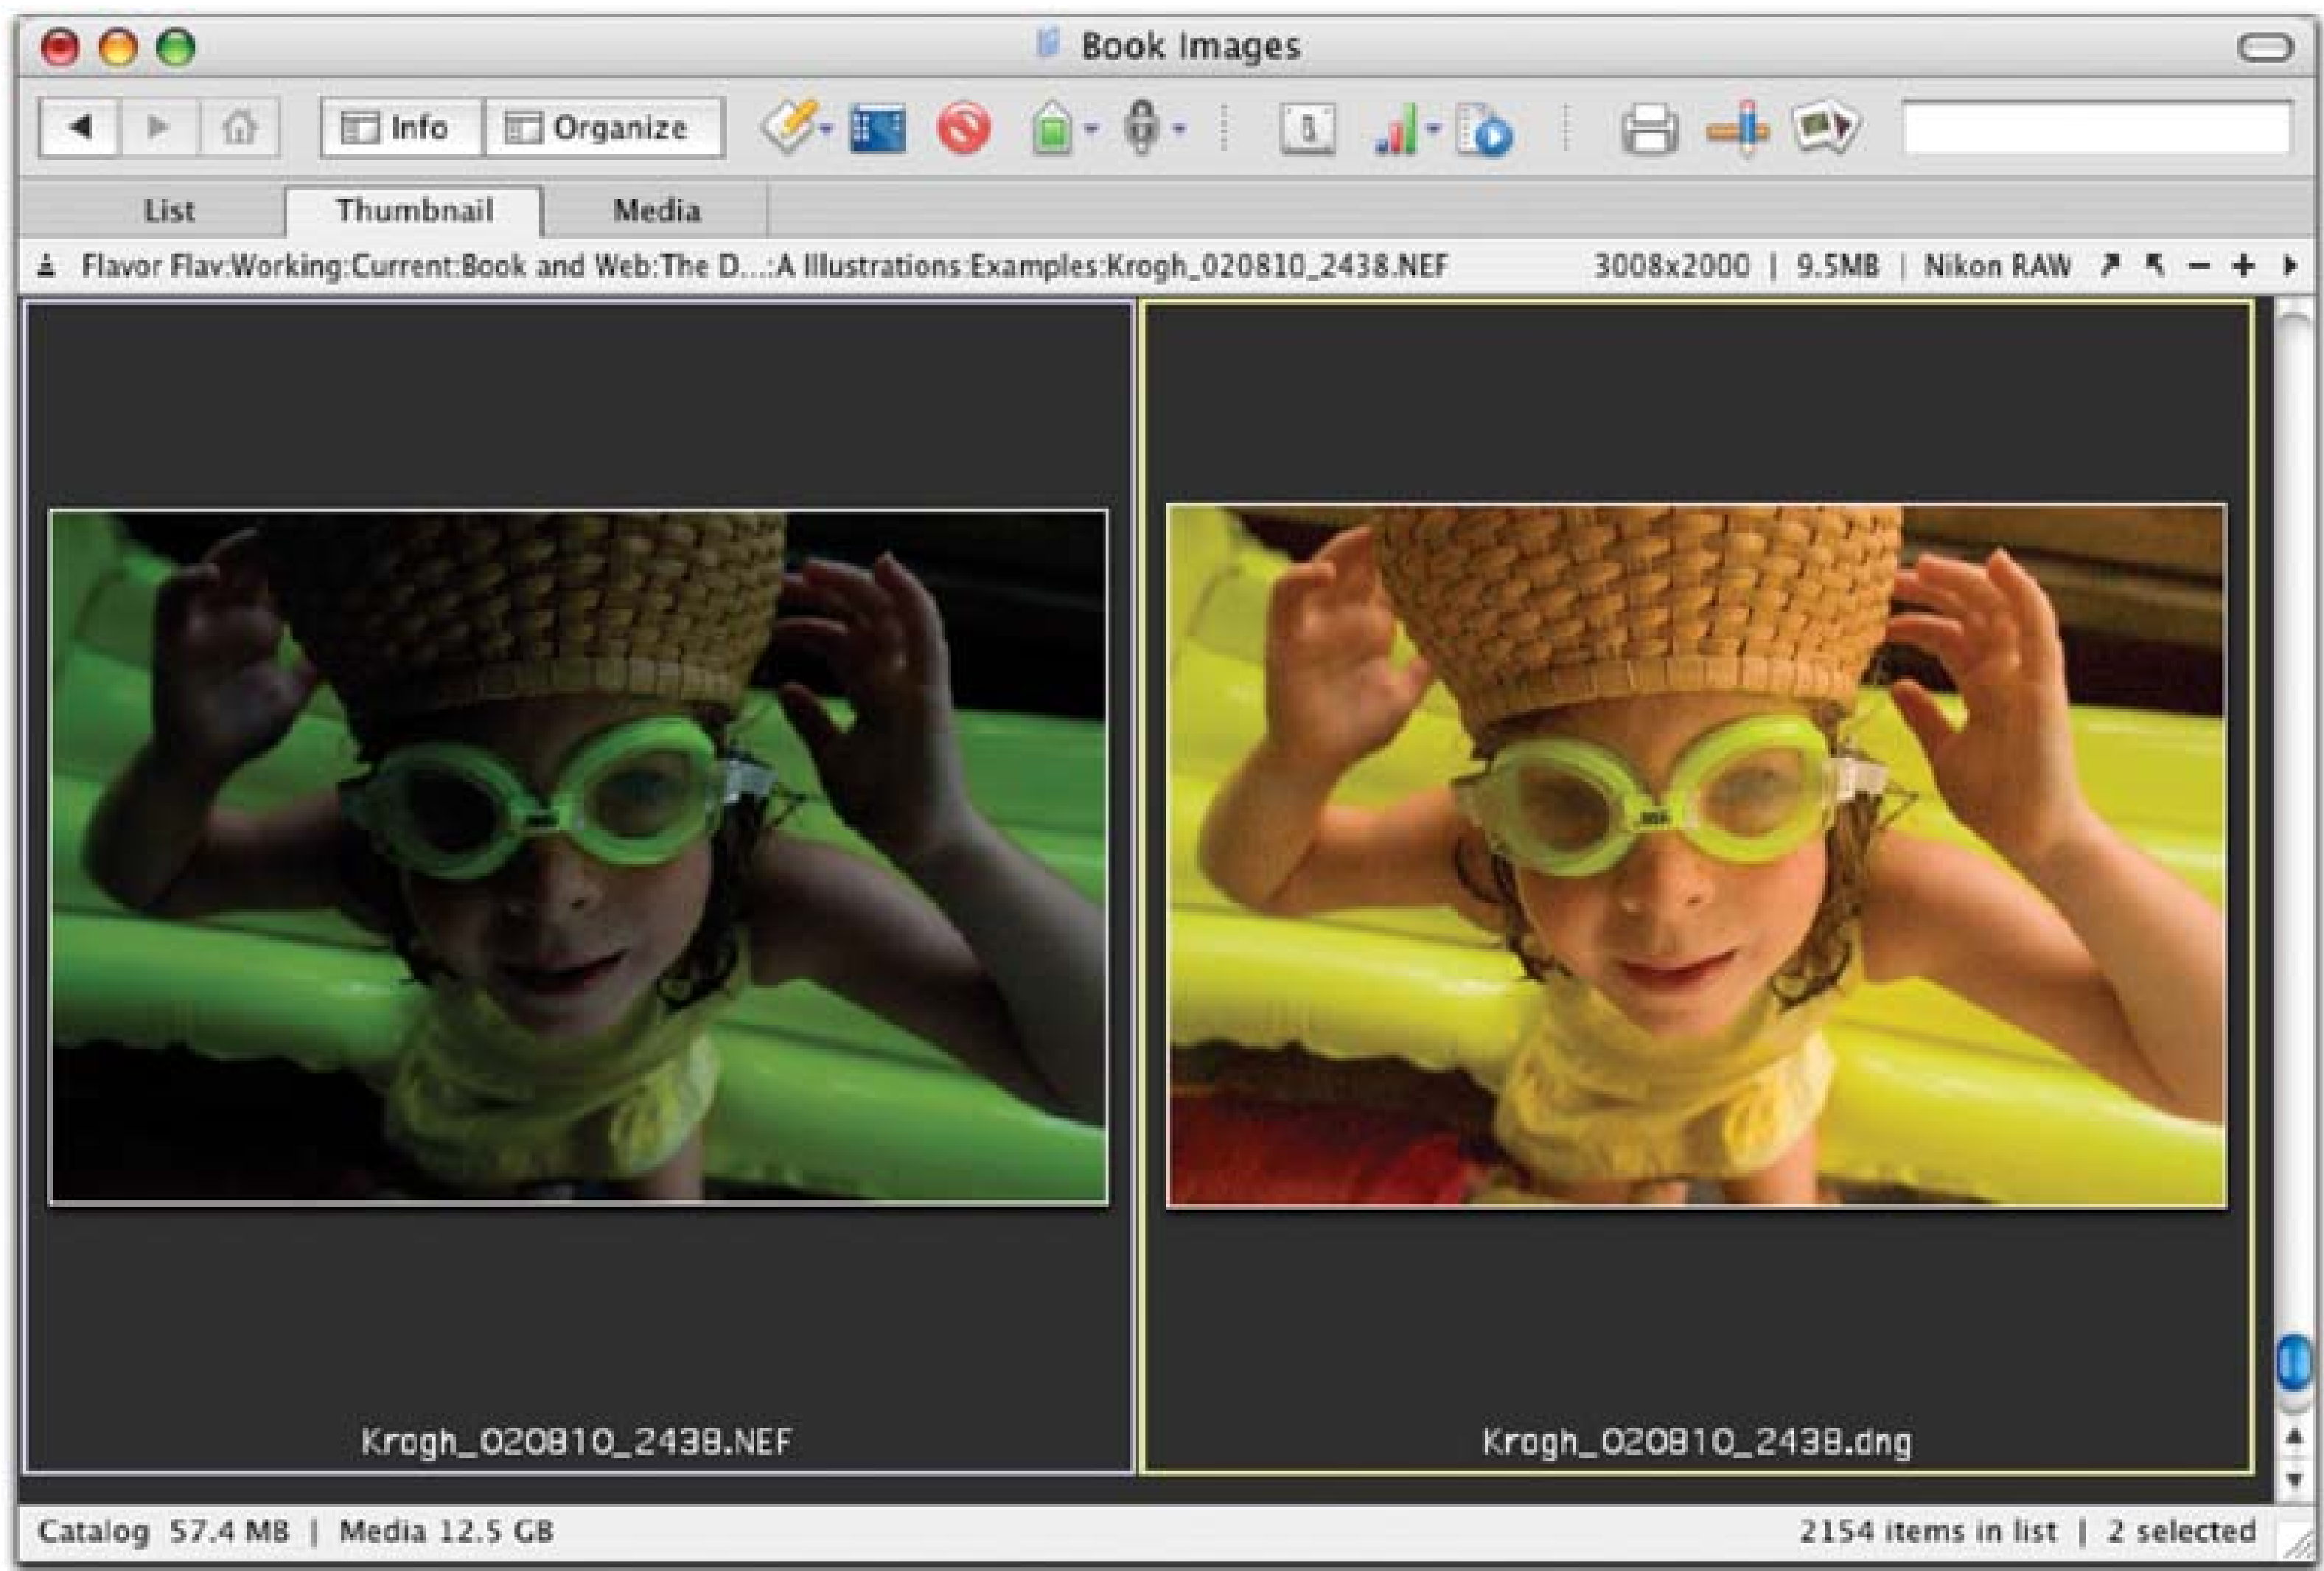 Book Images
Info Organize
List Thumbnail Media
Flavor Flav:Working:Current:Book and Web:The D...:A Illustrations:Examples:Krogh_020810_2438.NEF 3008x2000 | 9.5MB | Nikon RAW
Krogh_020810_2438.NEF Krogh_020810_2438.dng
Catalog 57.4 MB | Media 12.5 GB 2154 items in list | 2 selected